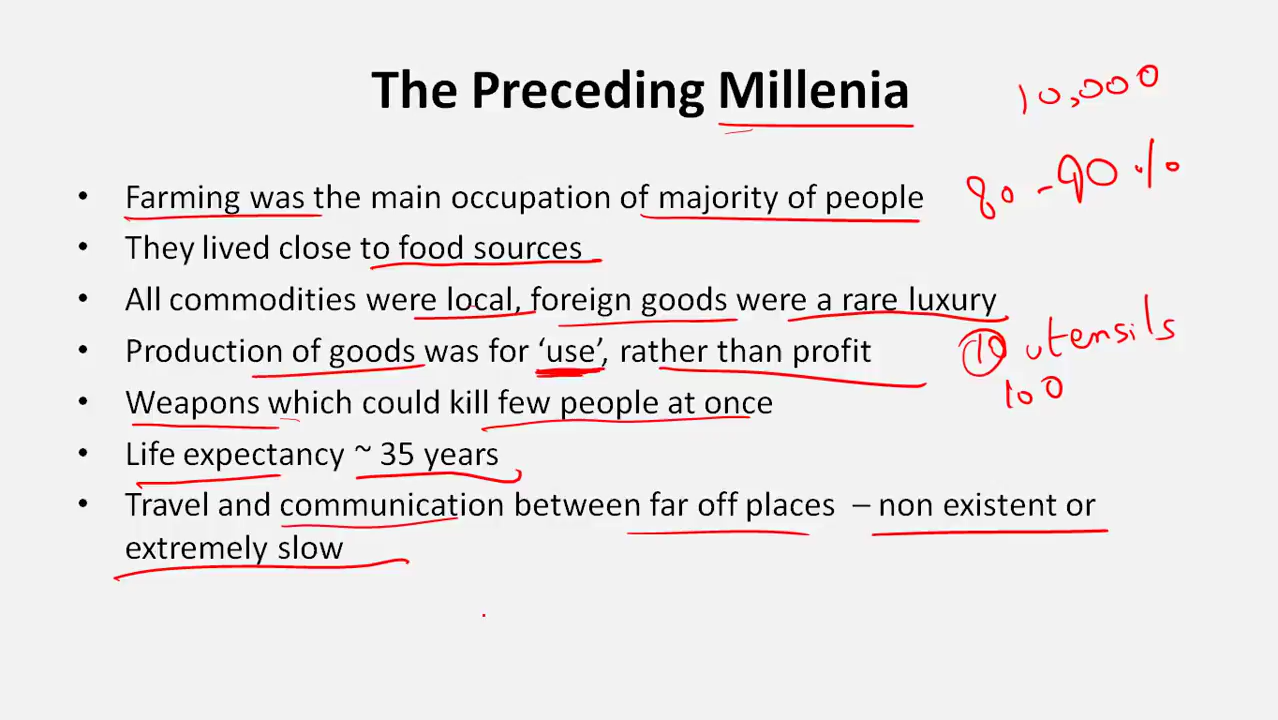 The Preceding Millenia
10,000
• Farming was the main occupation of majority of people
80-90%
• They lived close to food sources
• All commodities were local, foreign goods were a rare luxury
• Production of goods was for ‘use’, rather than profit
10 utensils
100
• Weapons which could kill few people at once
• Life expectancy ~ 35 years
• Travel and communication between far off places – non existent or
extremely slow